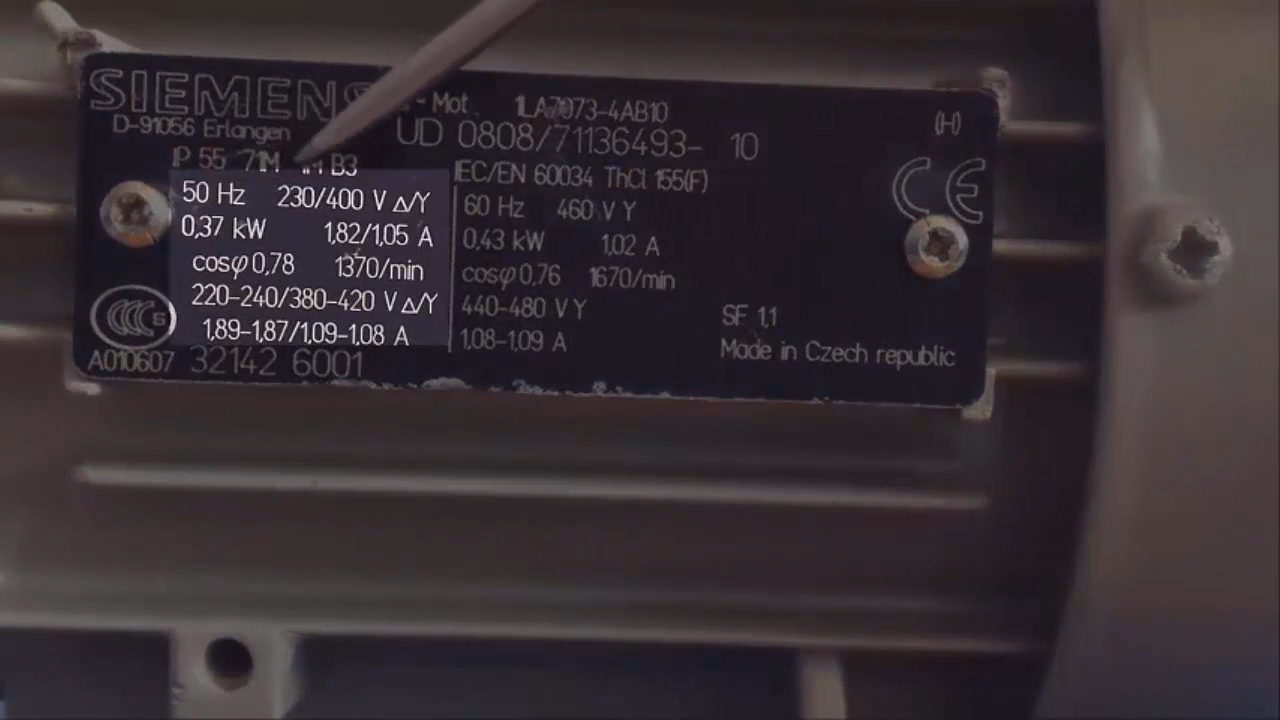 SIEMENS
- Mot. 1LA7073-4AB10
D-91056 Erlangen
UD 0808/71136493- 10
(H)
IP 55 71M B3
IEC/EN 60034 ThCl 155(F)
CE
50 Hz 230/400 V Δ/Y
0,37 kW 1,82/1,05 A
cosφ 0,78 1370/min
220-240/380-420 V Δ/Y
1,89-1,87/1,09-1,08 A
60 Hz 460 V Y
0,43 kW 1,02 A
cosφ 0,76 1670/min
440-480 V Y
1,08-1,09 A
SF 1,1
Made in Czech republic
CCC S
A010607 32142 6001